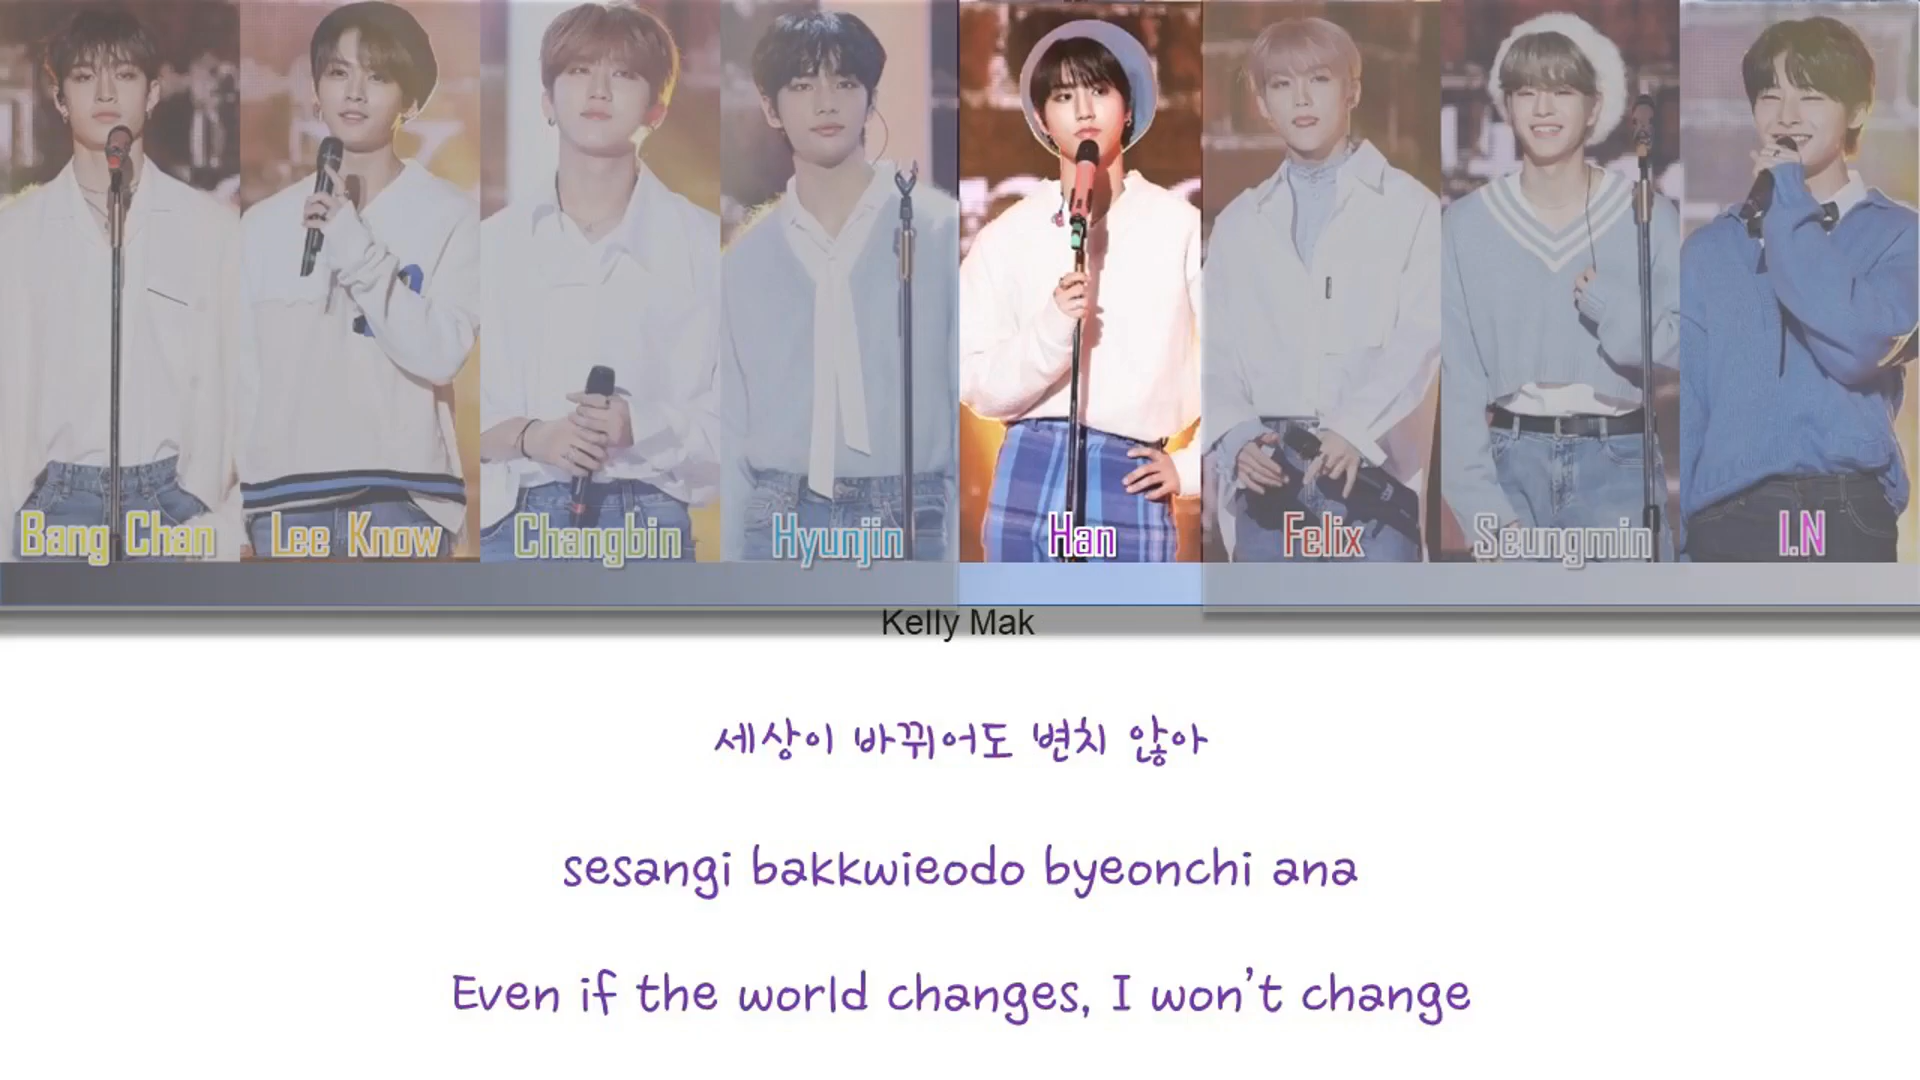 Bang Chan
Lee Know
Changbin
Hyunjin
Han
Felix
Seungmin
I.N
Kelly Mak
세상이 바뀌어도 변치 않아
sesangi bakkwieodo byeonchi ana
Even if the world changes, I won't change